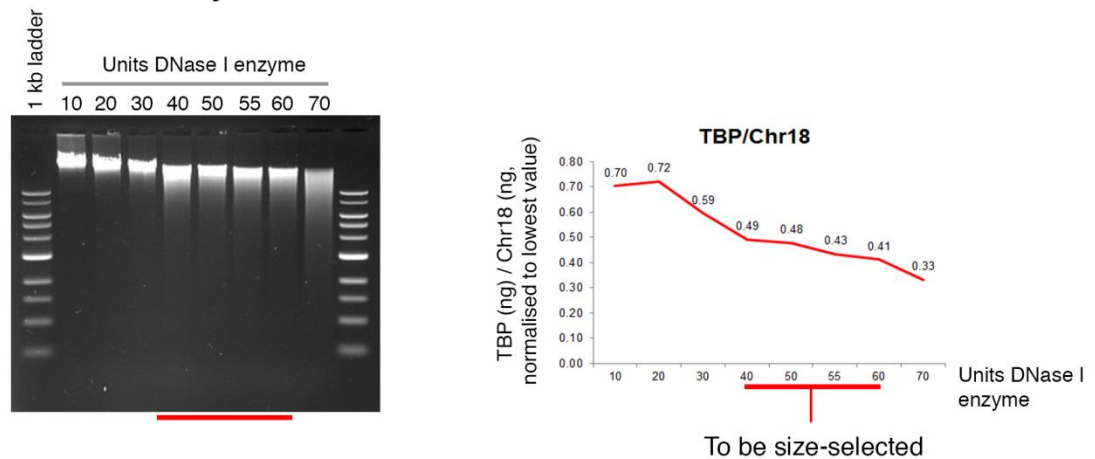 1 kb ladder
Units DNase I enzyme
10 20 30 40 50 55 60 70
TBP/Chr18
TBP (ng) / Chr18 (ng,
normalised to lowest value)
0.80
0.70
0.60
0.50
0.40
0.30
0.20
0.10
0.00
0.70
0.72
0.59
0.49
0.48
0.43
0.41
0.33
10 20 30 40 50 55 60 70
Units DNase I
enzyme
To be size-selected